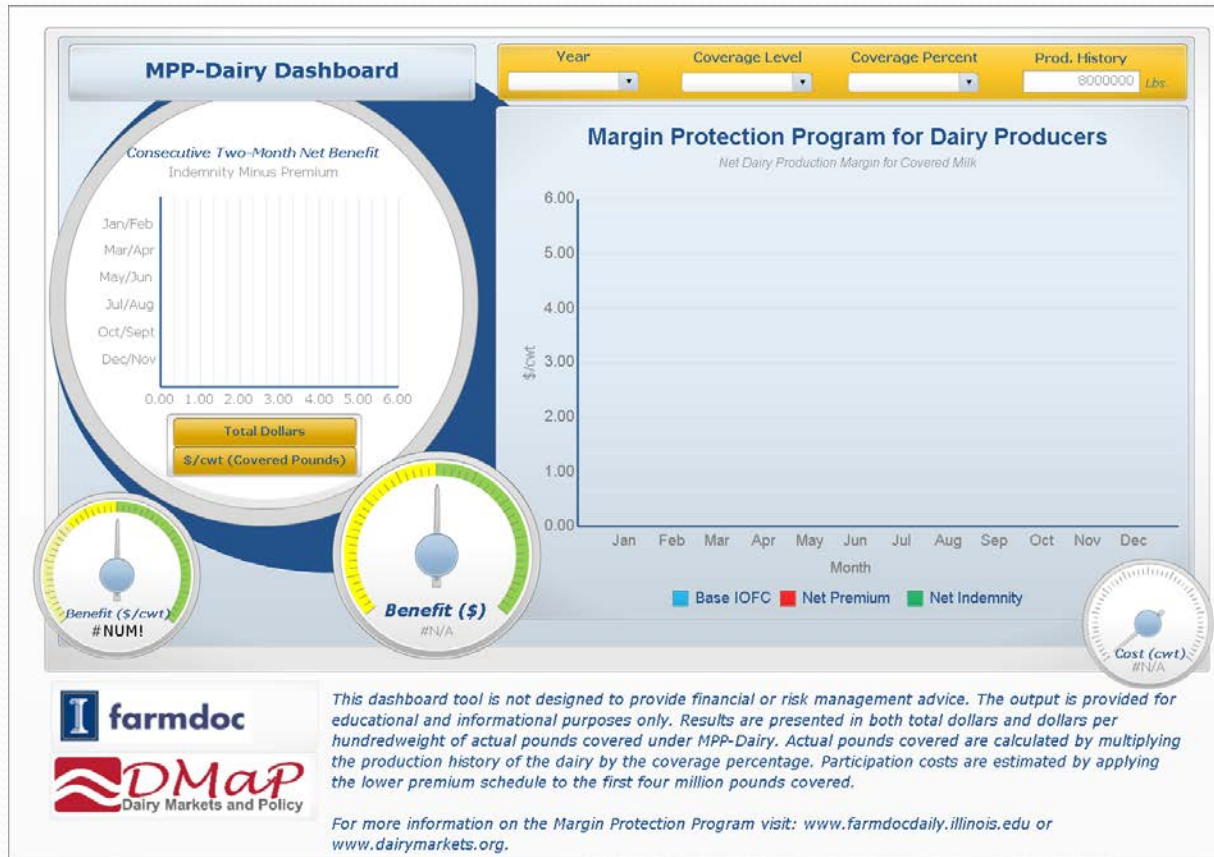 MPP-Dairy Dashboard
Year
Coverage Level
Coverage Percent
Prod. History
8000000 Lbs
Consecutive Two-Month Net Benefit
Indemnity Minus Premium
Jan/Feb
Mar/Apr
May/Jun
Jul/Aug
Oct/Sept
Dec/Nov
0.00 1.00 2.00 3.00 4.00 5.00 6.00
Total Dollars
$/cwt (Covered Pounds)
Benefit ($/cwt)
#NUM!
Benefit ($)
#N/A
Margin Protection Program for Dairy Producers
Net Dairy Production Margin for Covered Milk
6.00
5.00
4.00
3.00
2.00
1.00
0.00
$/cwt
Jan Feb Mar Apr May Jun Jul Aug Sep Oct Nov Dec
Month
Base IOFC Net Premium Net Indemnity
Cost (cwt)
#N/A
I farmdoc
DMaP
Dairy Markets and Policy
This dashboard tool is not designed to provide financial or risk management advice. The output is provided for
educational and informational purposes only. Results are presented in both total dollars and dollars per
hundredweight of actual pounds covered under MPP-Dairy. Actual pounds covered are calculated by multiplying
the production history of the dairy by the coverage percentage. Participation costs are estimated by applying
the lower premium schedule to the first four million pounds covered.
For more information on the Margin Protection Program visit: www.farmdocdaily.illinois.edu or
www.dairymarkets.org.